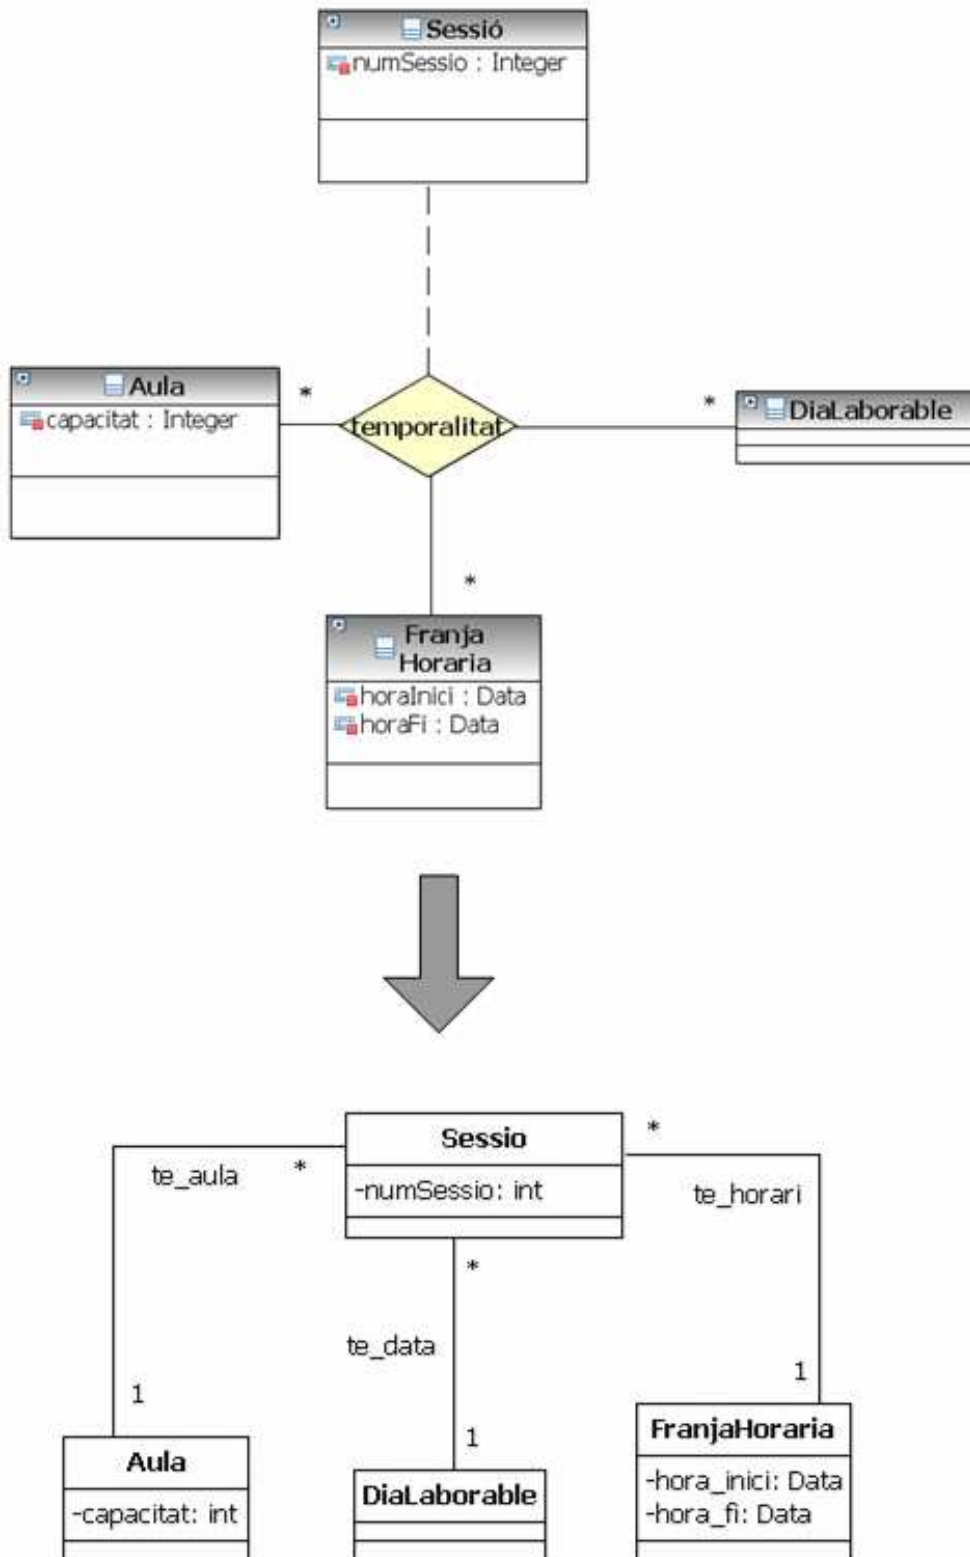 Sessió
numSessio : Integer
Aula
capacitat : Integer
*
temporalitat
*
DiaLaborable
*
Franja
Horaria
horaInici : Data
horaFi : Data
Sessio
-numSessio: int
*
te_aula
*
te_horari
*
te_data
1
1
1
Aula
-capacitat: int
DiaLaborable
FranjaHoraria
-hora_inici: Data
-hora_fi: Data